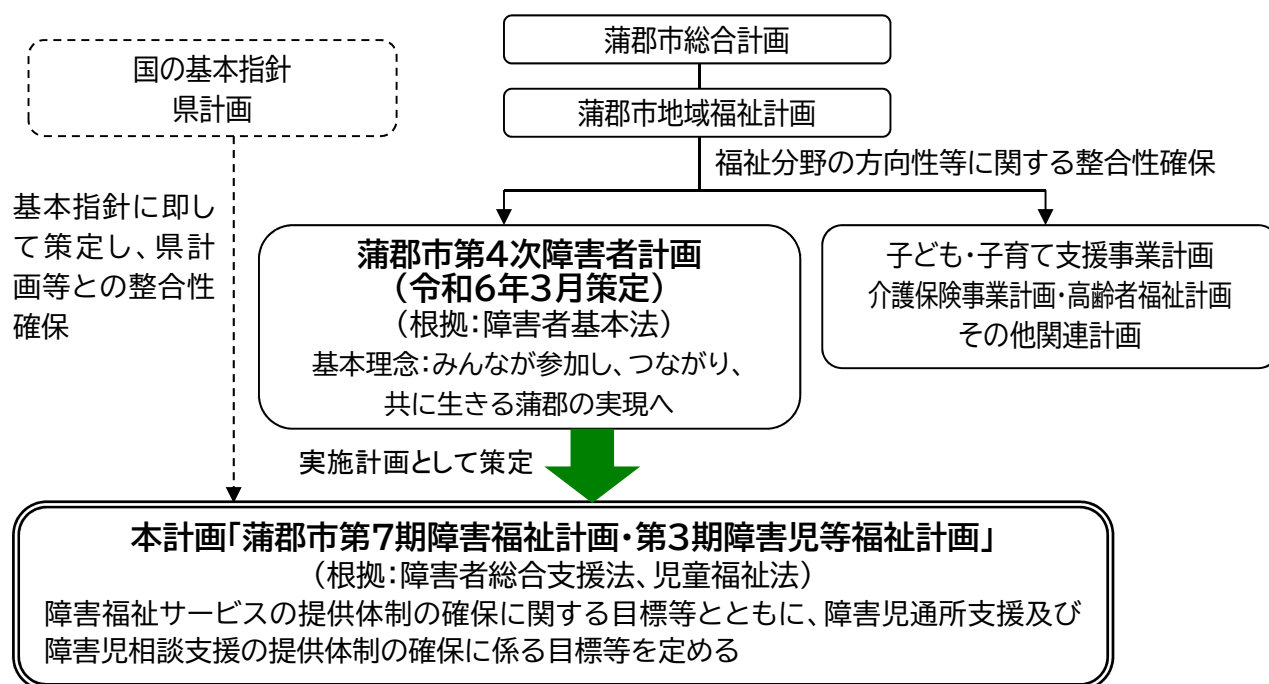 国の基本指針
県計画
蒲郡市総合計画
蒲郡市地域福祉計画
福祉分野の方向性等に関する整合性確保
基本指針に即し
て策定し、県計
画等との整合性
確保
蒲郡市第4次障害者計画
（令和6年3月策定）
（根拠：障害者基本法）
基本理念：みんなが参加し、つながり、
共に生きる蒲郡の実現へ
子ども・子育て支援事業計画
介護保険事業計画・高齢者福祉計画
その他関連計画
実施計画として策定
本計画「蒲郡市第7期障害福祉計画・第3期障害児等福祉計画」
（根拠：障害者総合支援法、児童福祉法）
障害福祉サービスの提供体制の確保に関する目標等とともに、障害児通所支援及び
障害児相談支援の提供体制の確保に係る目標等を定める